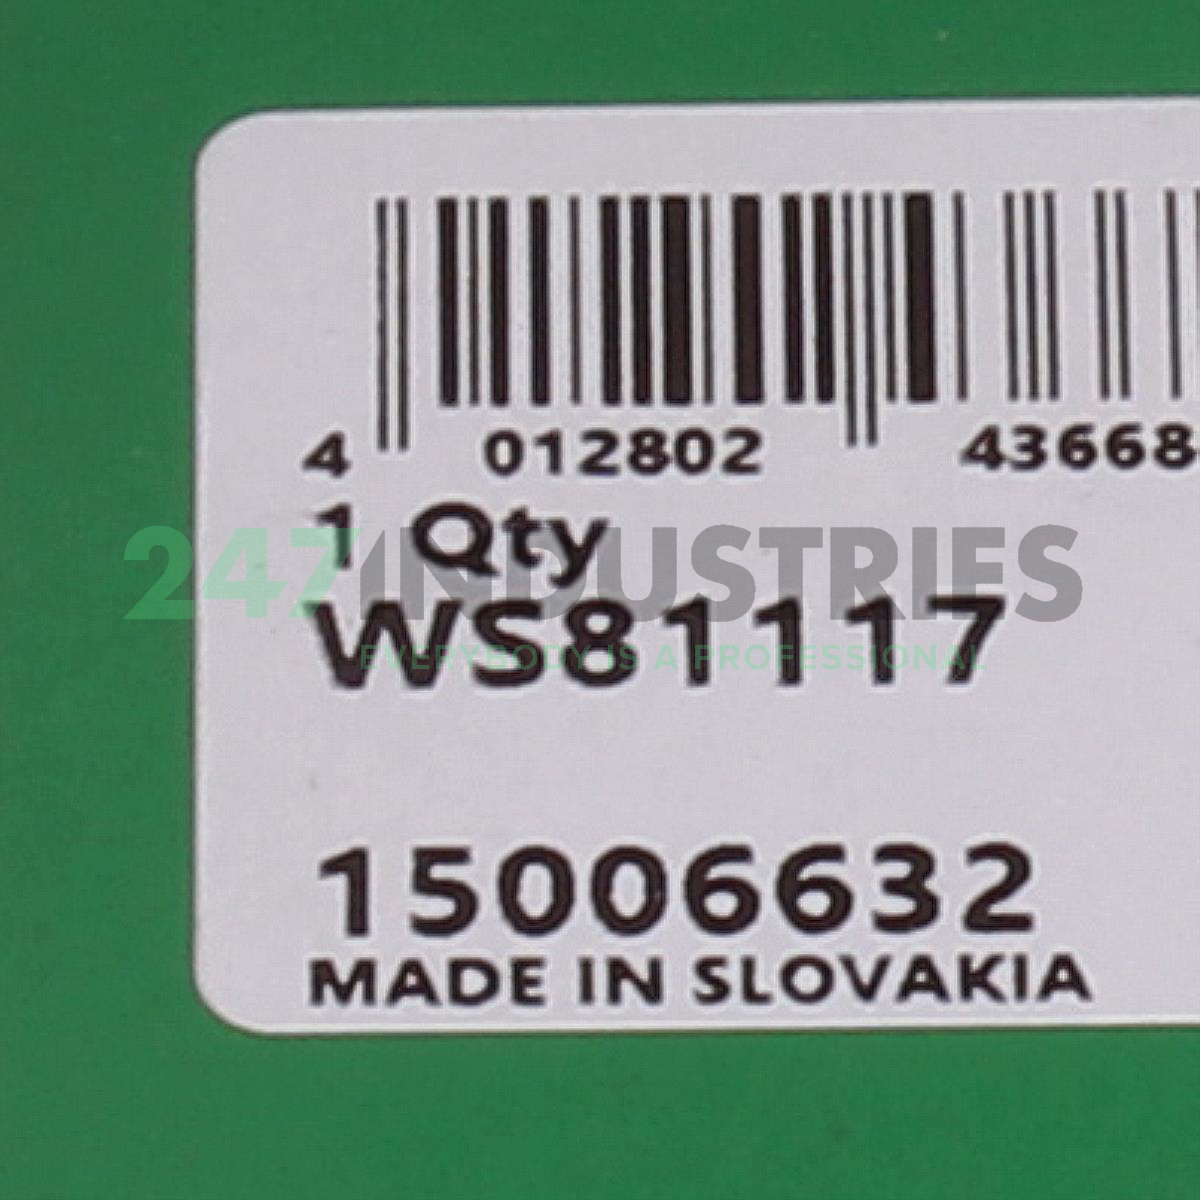 4 012802 43668
1 Qty
247INDUSTRIES
WS81117
EVERYBODY IS A PROFESSIONAL
15006632
MADE IN SLOVAKIA